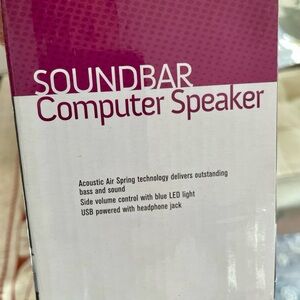 SOUNDBAR
Computer Speaker
Acoustic Air Spring technology delivers outstanding
bass and sound
Side volume control with blue LED light
USB powered with headphone jack